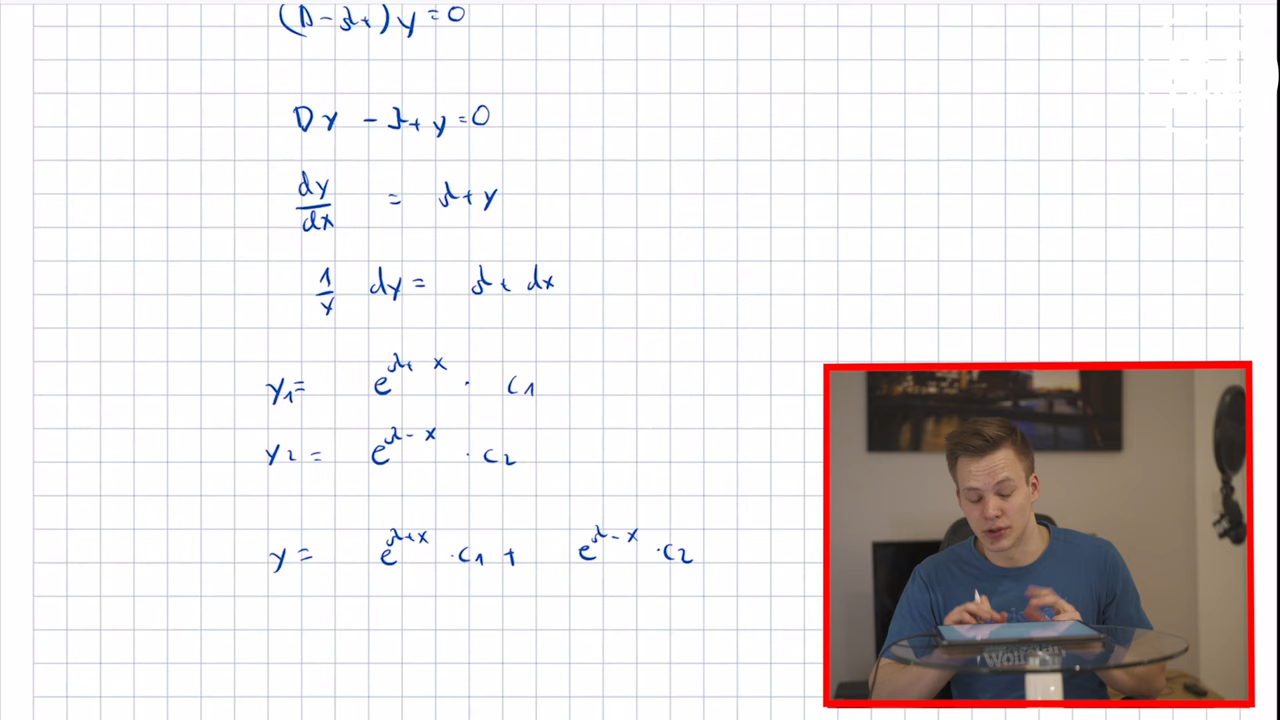 (D - λ+) y = 0
Dy - λ+ y = 0
dy/dx = λ+ y
1/y dy = λ+ dx
y1 = e^(λ+ x) · c1
y2 = e^(λ- x) · c2
y = e^(λ+ x) · c1 + e^(λ- x) · c2